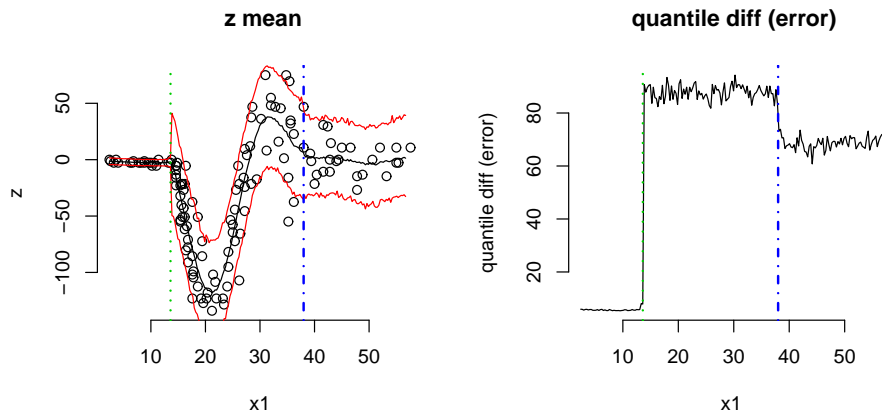 z mean
z
50
0
−50
−100
10 20 30 40 50
x1
quantile diff (error)
quantile diff (error)
80
60
40
20
10 20 30 40 50
x1